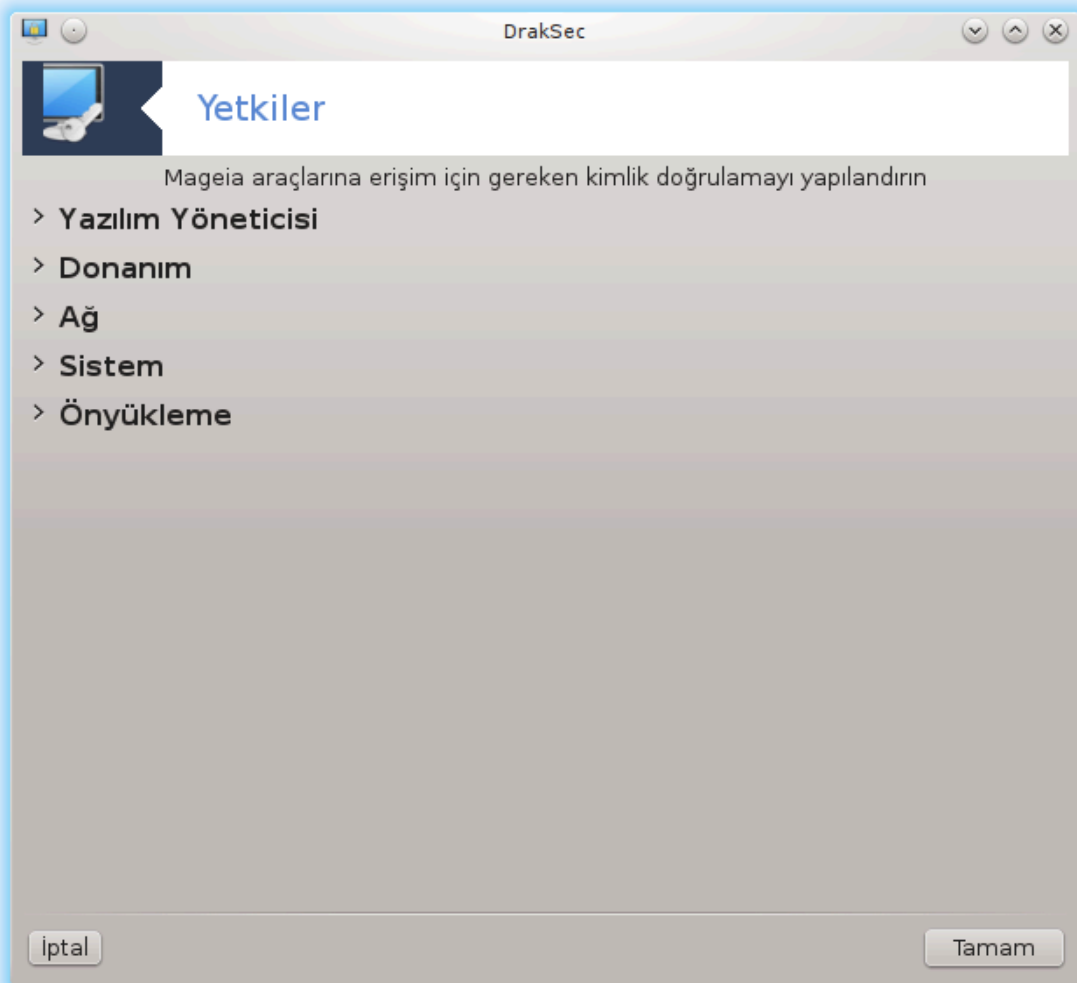 DrakSec
Yetkiler
Mageia araçlarına erişim için gereken kimlik doğrulamayı yapılandırın
Yazılım Yöneticisi
Donanım
Ağ
Sistem
Önyükleme
İptal
Tamam